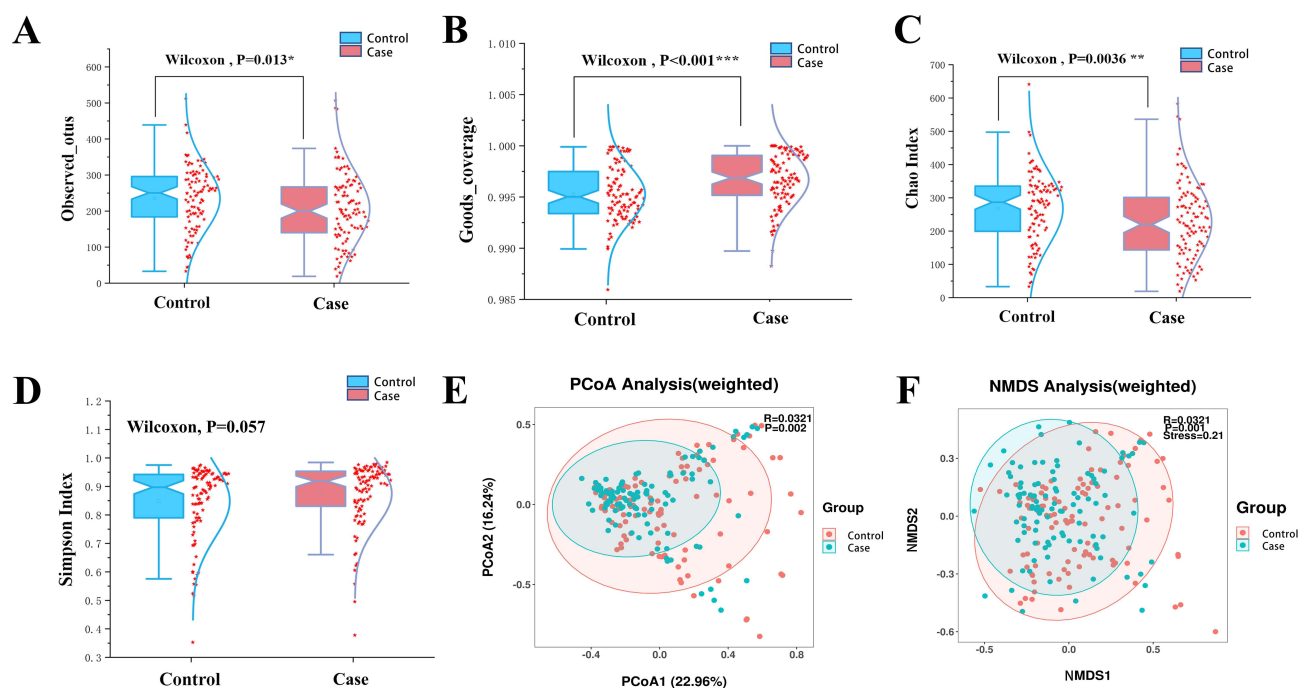 A
Control
Case
Wilcoxon , P=0.013*
Observed_otus
600
500
400
300
200
100
0
Control
Case
B
Control
Case
Wilcoxon , P<0.001***
Goods_coverage
1.010
1.005
1.000
0.995
0.990
0.985
Control
Case
C
Control
Case
Wilcoxon , P=0.0036 **
Chao Index
700
600
500
400
300
200
100
0
Control
Case
D
Control
Case
Wilcoxon, P=0.057
Simpson Index
1.2
1.1
1.0
0.9
0.8
0.7
0.6
0.5
0.4
0.3
Control
Case
E
PCoA Analysis(weighted)
R=0.0321
P=0.002
PCoA2 (16.24%)
0.5
0.0
-0.5
-0.4
0.0
0.4
0.8
PCoA1 (22.96%)
Group
Control
Case
F
NMDS Analysis(weighted)
R=0.0321
P=0.001
Stress=0.21
NMDS2
0.3
0.0
-0.3
-0.6
-0.5
0.0
0.5
NMDS1
Group
Control
Case